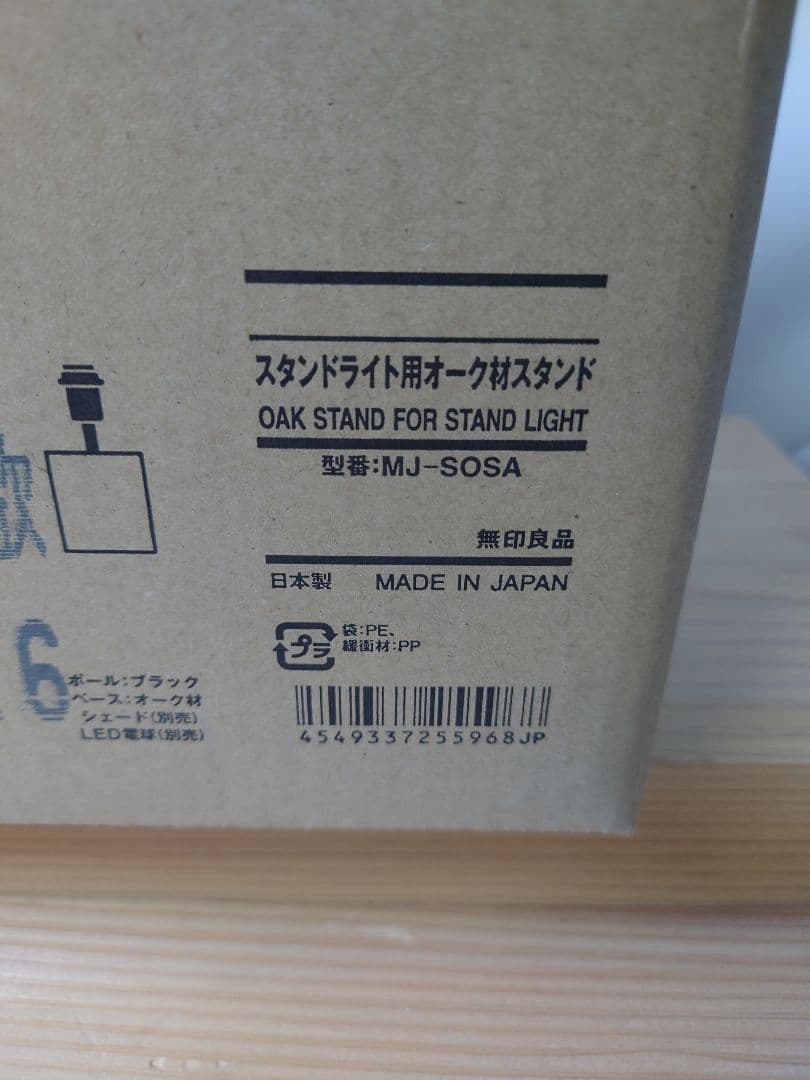 スタンドライト用オーク材スタンド
OAK STAND FOR STAND LIGHT
型番:MJ-SOSA
無印良品
日本製 MADE IN JAPAN
プラ
袋:PE、
緩衝材:PP
4549337255968JP
6
ポール:ブラック
ベース:オーク材
シェード(別売)
LED電球(別売)